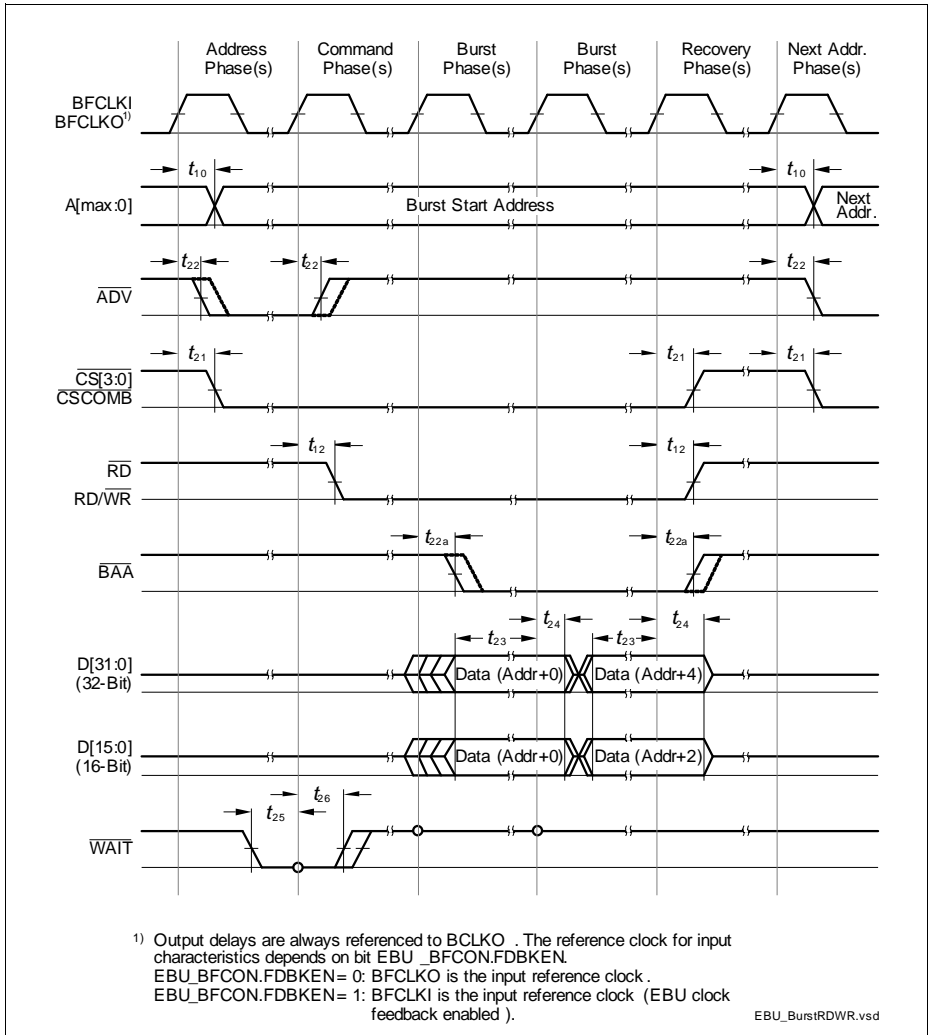 Address Phase(s)
Command Phase(s)
Burst Phase(s)
Burst Phase(s)
Recovery Phase(s)
Next Addr. Phase(s)
BFCLKI
BFCLKO1)
t10
t10
A[max:0]
Burst Start Address
Next Addr.
t22
t22
t22
ADV
t21
t21
t21
CS[3:0]
CSCOMB
t12
t12
RD
RD/WR
t22a
t22a
BAA
t24
t24
t23
t23
D[31:0]
(32-Bit)
Data (Addr+0)
Data (Addr+4)
D[15:0]
(16-Bit)
Data (Addr+0)
Data (Addr+2)
t26
t25
WAIT
1) Output delays are always referenced to BCLKO . The reference clock for input
characteristics depends on bit EBU _BFCON.FDBKEN.
EBU_BFCON.FDBKEN= 0: BFCLKO is the input reference clock .
EBU_BFCON.FDBKEN= 1: BFCLKI is the input reference clock (EBU clock
feedback enabled ).
EBU_BurstRDWR.vsd